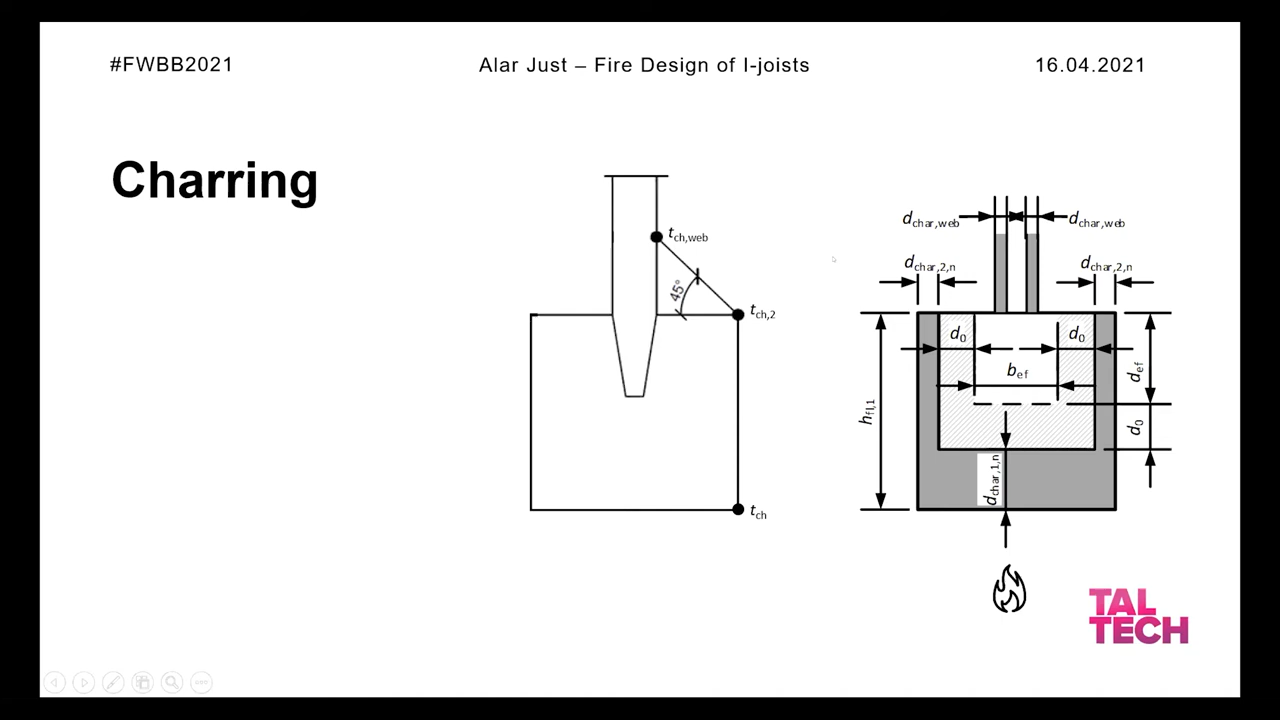 #FWBB2021
Alar Just – Fire Design of I-joists
16.04.2021
Charring
t_ch,web
45°
t_ch,2
t_ch
d_char,web
d_char,web
d_char,2,n
d_char,2,n
d_0
d_0
b_ef
d_ef
h_fl,1
d_0
d_char,1,n
TAL
TECH